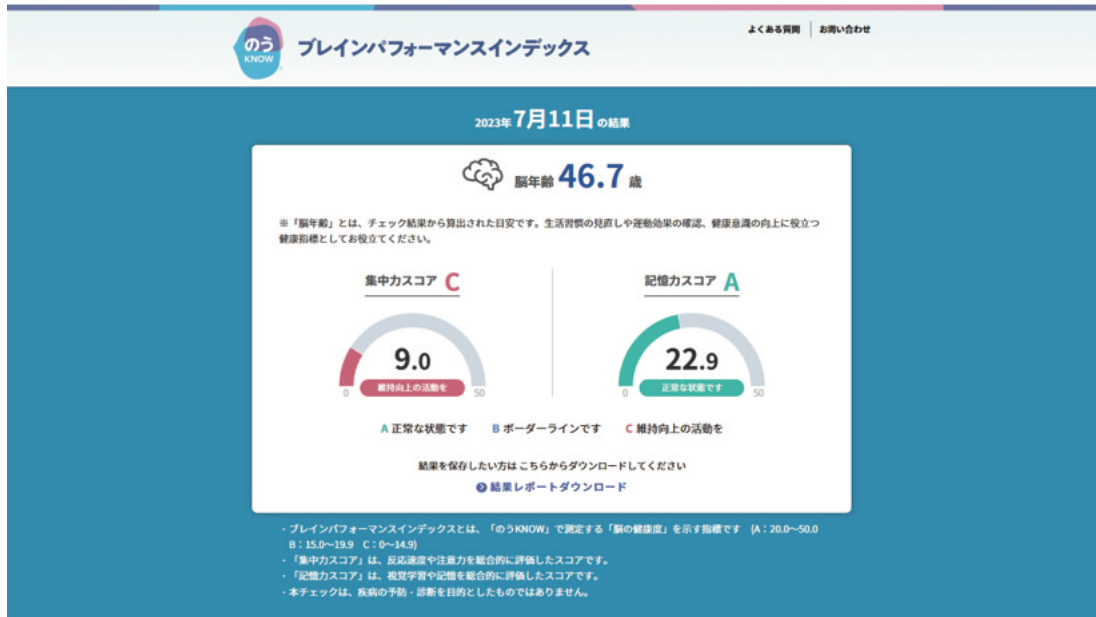 のう
KNOW
ブレインパフォーマンスインデックス
よくある質問
お問い合わせ
2023年 7月11日 の結果
脳年齢 46.7 歳
※「脳年齢」とは、チェック結果から算出された目安です。生活習慣の見直しや運動効果の確認、健康意識の向上に役立つ
健康指標としてお役立てください。
集中力スコア C
記憶力スコア A
9.0
維持向上の活動を
0
50
22.9
正常な状態です
0
50
A 正常な状態です B ボーダーラインです C 維持向上の活動を
結果を保存したい方は こちらからダウンロードしてください
結果レポートダウンロード
・ブレインパフォーマンスインデックスとは、「のうKNOW」で測定する「脳の健康度」を示す指標です (A：20.0〜50.0
B：15.0〜19.9 C：0〜14.9)
・「集中力スコア」は、反応速度や注意力を総合的に評価したスコアです。
・「記憶力スコア」は、視覚学習や記憶を総合的に評価したスコアです。
・本チェックは、疾病の予防・診断を目的としたものではありません。